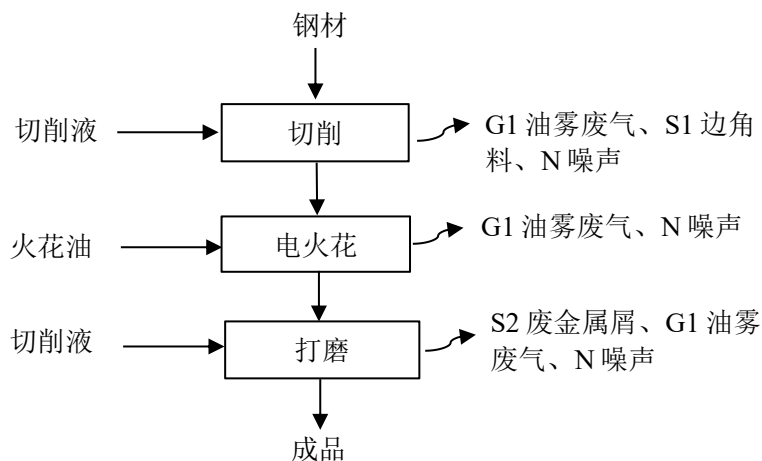 钢材
切削液
切削
G1 油雾废气、S1 边角
料、N 噪声
火花油
电火花
G1 油雾废气、N 噪声
切削液
打磨
S2 废金属屑、G1 油雾
废气、N 噪声
成品